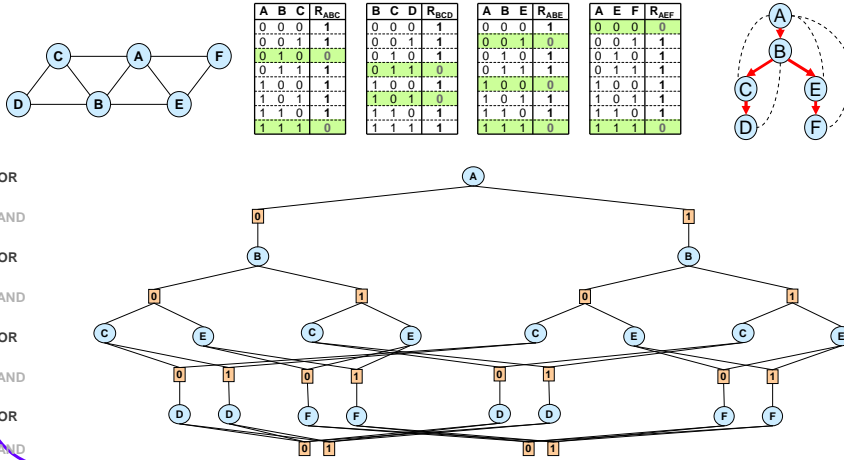 A B C R_ABC
0 0 0 1
0 0 1 1
0 1 0 0
0 1 1 1
1 0 0 1
1 0 1 1
1 1 0 1
1 1 1 0
B C D R_BCD
0 0 0 1
0 0 1 1
0 1 0 1
0 1 1 0
1 0 0 1
1 0 1 0
1 1 0 1
1 1 1 1
A B E R_ABE
0 0 0 1
0 0 1 0
0 1 0 1
0 1 1 1
1 0 0 0
1 0 1 1
1 1 0 1
1 1 1 0
A E F R_AEF
0 0 0 0
0 0 1 1
0 1 0 1
0 1 1 1
1 0 0 1
1 0 1 1
1 1 0 1
1 1 1 0
C A F
D B E
A
B
C E
D F
OR A
AND 0 1
OR B B
AND 0 1 0 1
OR C E C E C E C E
AND 0 1 0 1 0 1 0 1
OR D D F F D D F F
AND 0 1 0 1